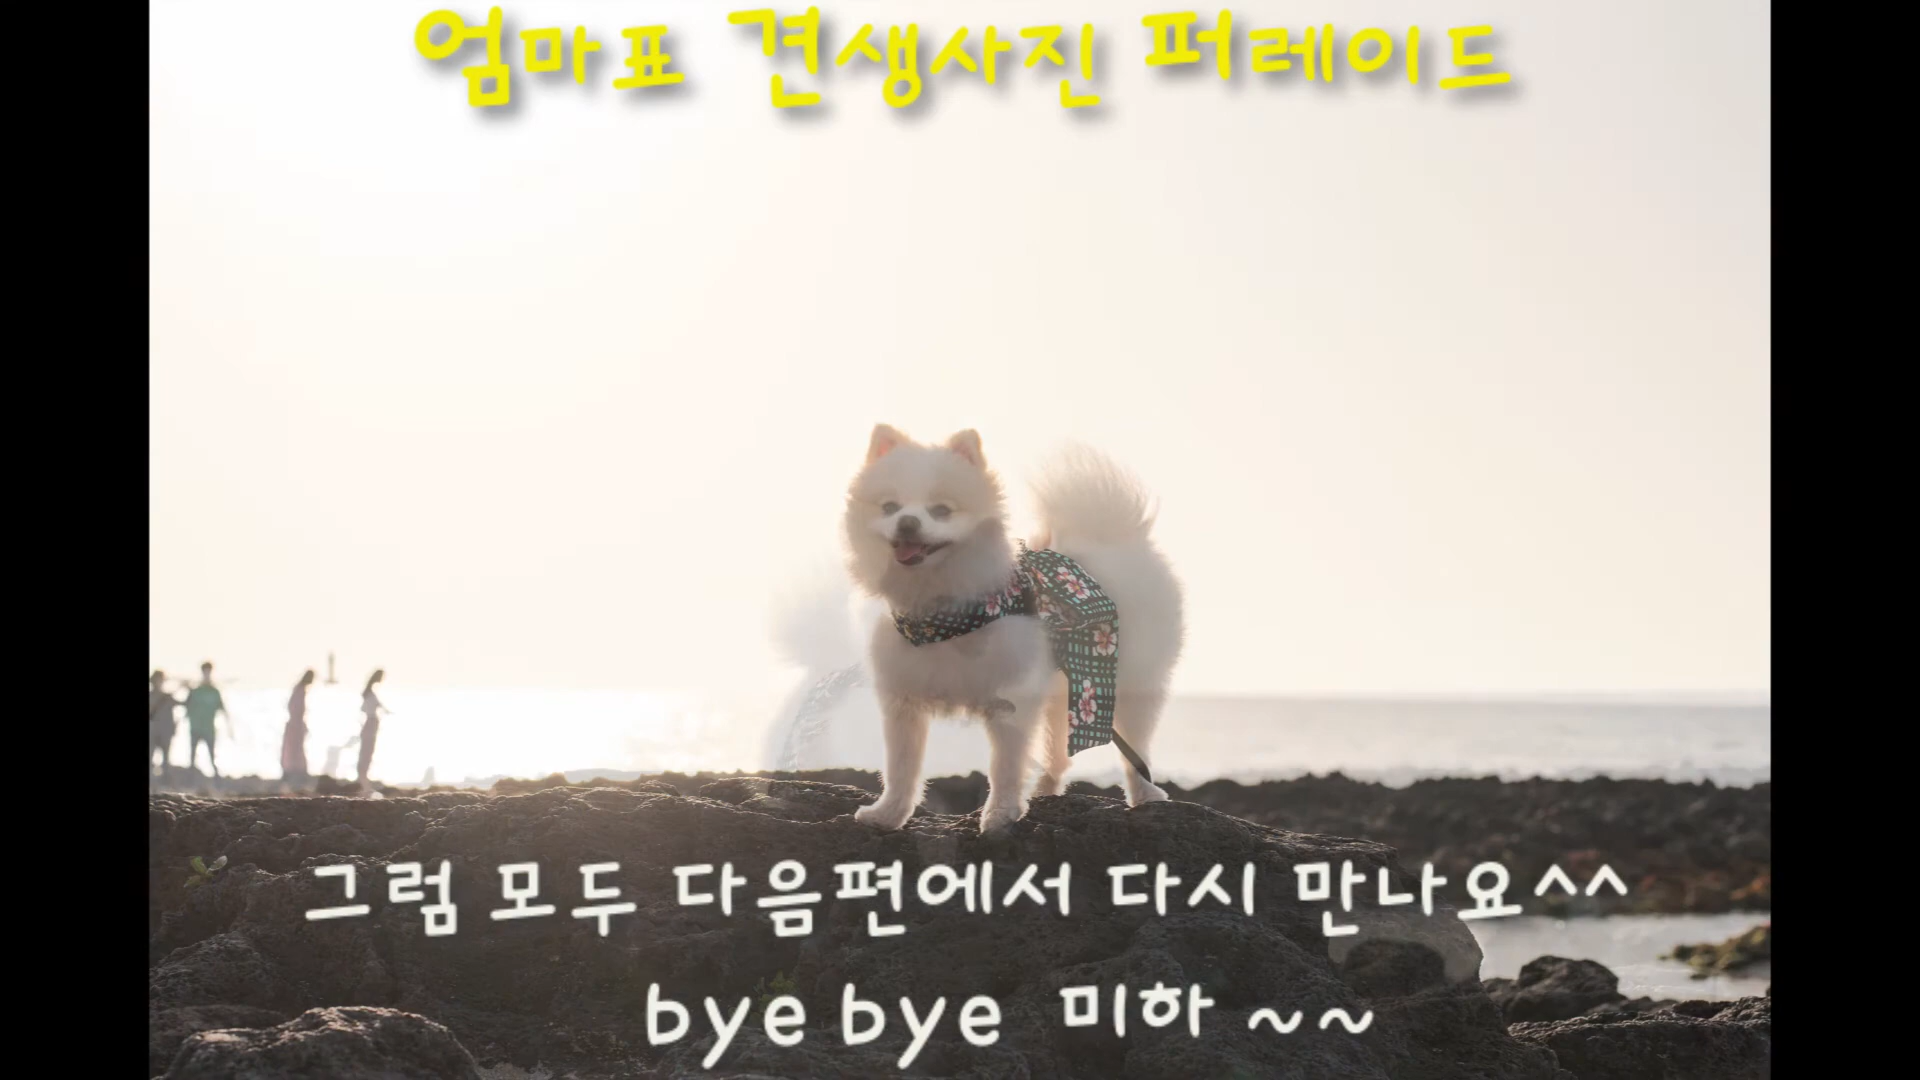 엄마표 견생사진 퍼레이드
그럼 모두 다음편에서 다시 만나요^^
bye bye 미하 ~~